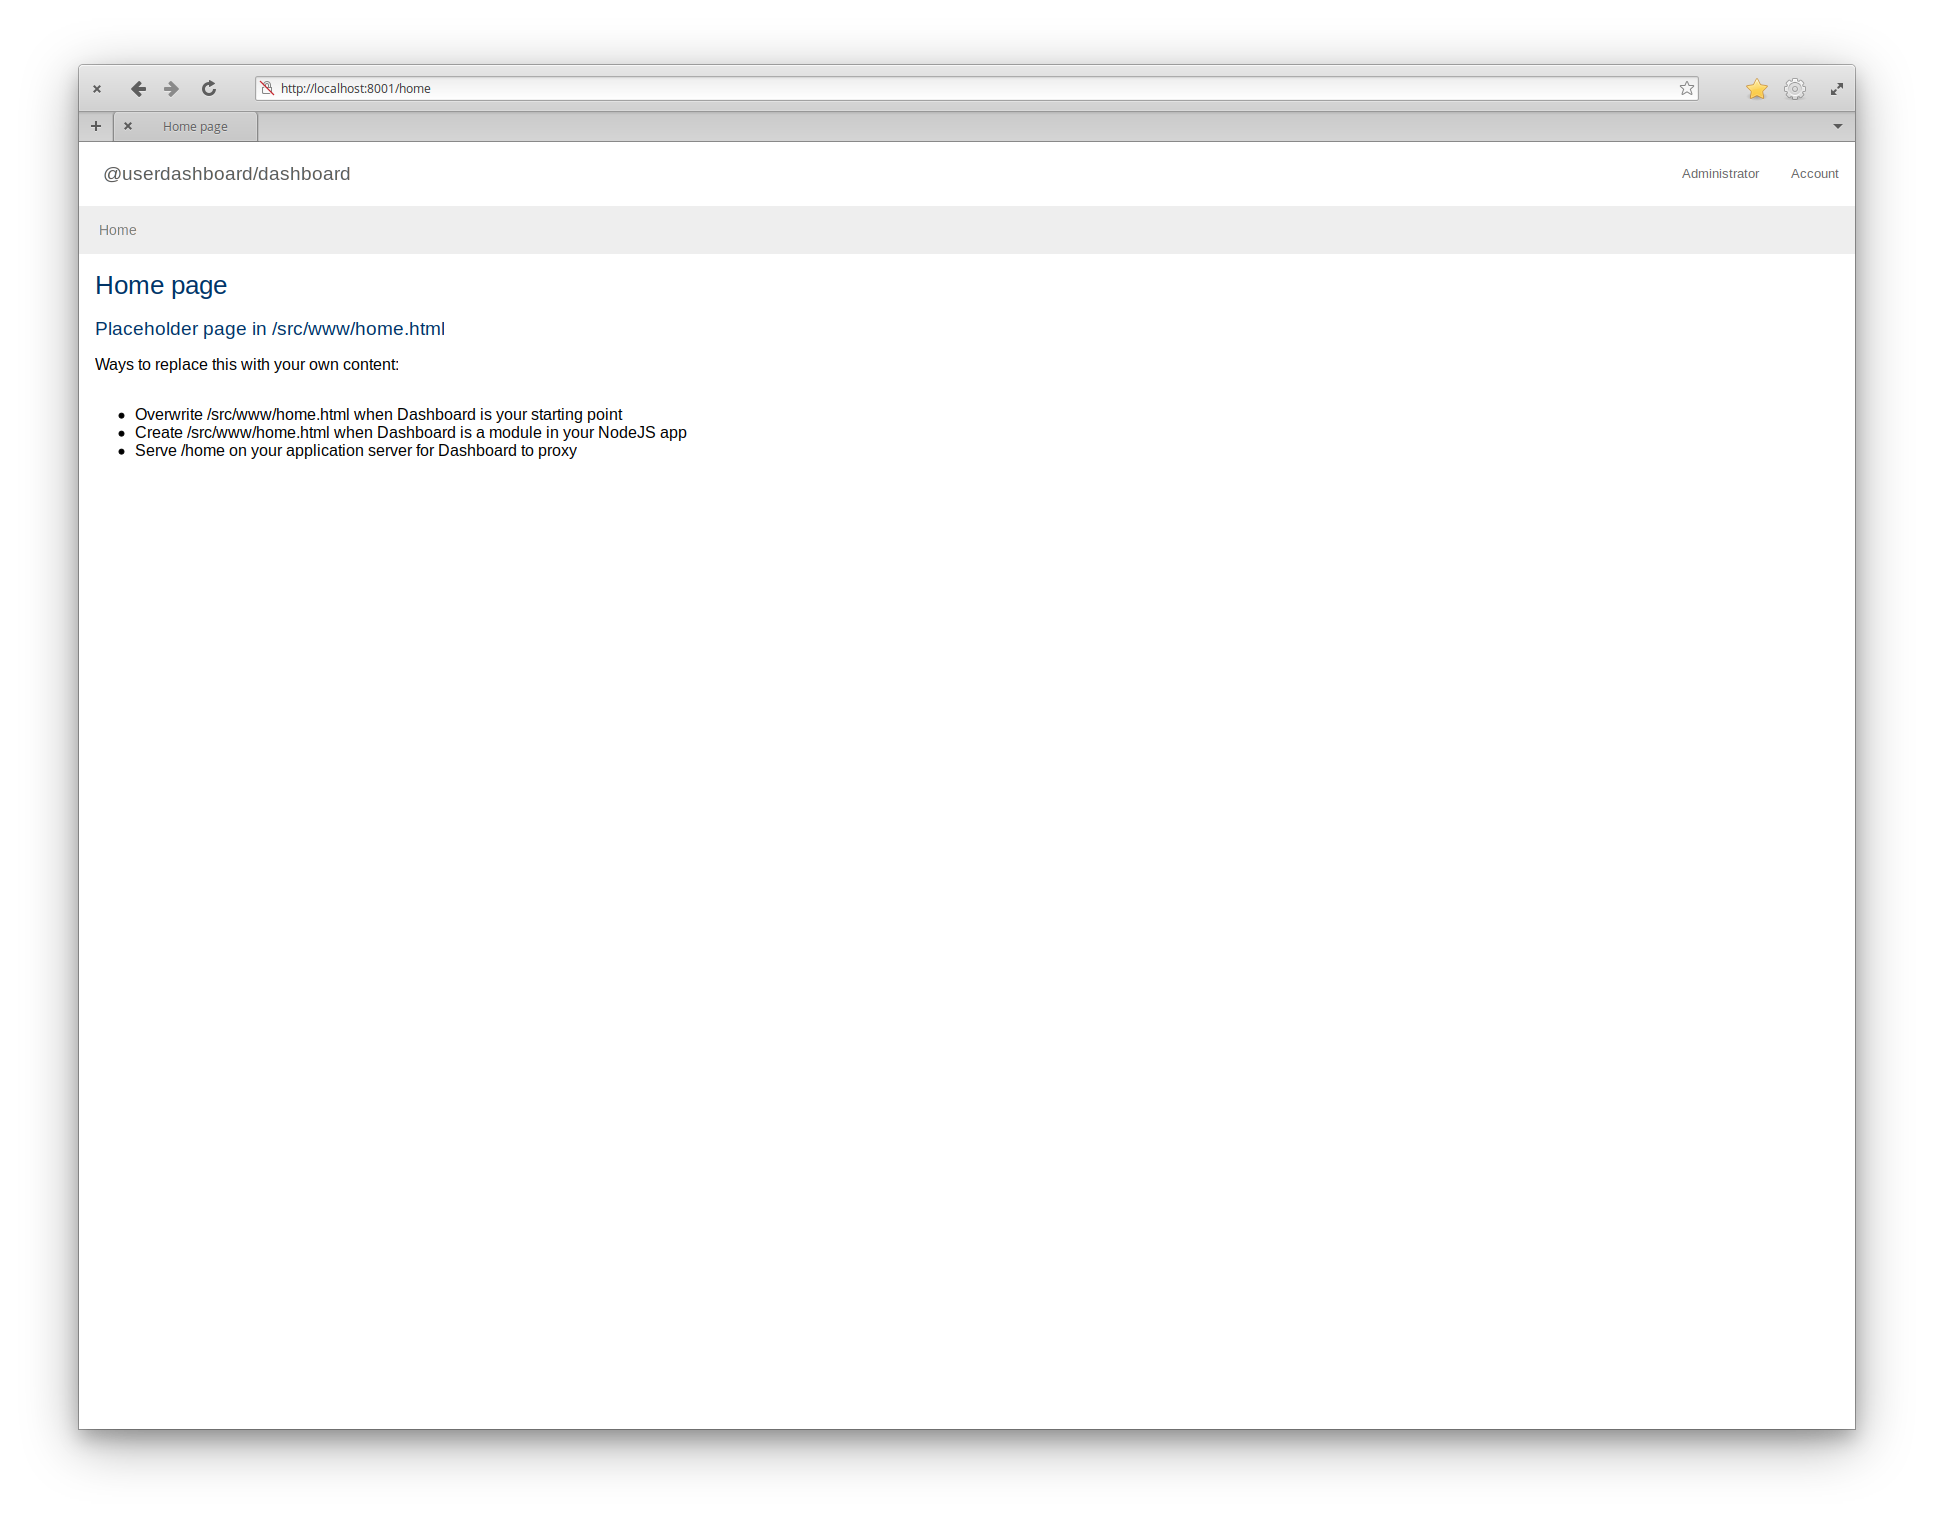 http://localhost:8001/home
Home page
@userdashboard/dashboard
Administrator
Account
Home
Home page
Placeholder page in /src/www/home.html
Ways to replace this with your own content:
Overwrite /src/www/home.html when Dashboard is your starting point
Create /src/www/home.html when Dashboard is a module in your NodeJS app
Serve /home on your application server for Dashboard to proxy